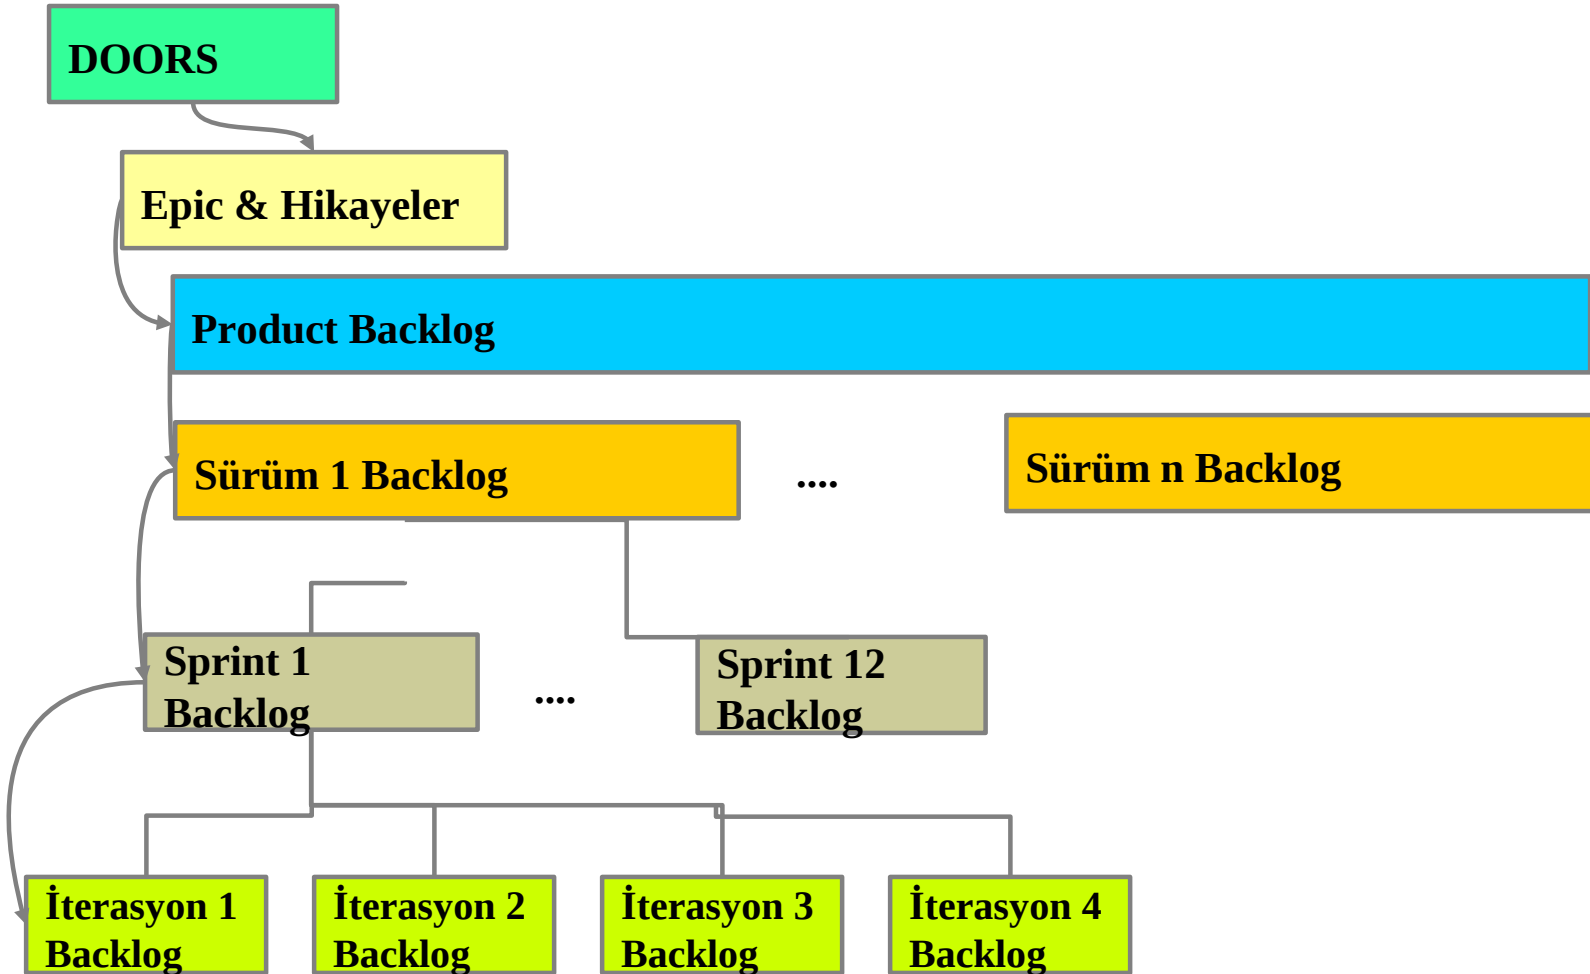 DOORS
Epic & Hikayeler
Product Backlog
Sürüm 1 Backlog
....
Sürüm n Backlog
Sprint 1
Backlog
....
Sprint 12
Backlog
İterasyon 1
Backlog
İterasyon 2
Backlog
İterasyon 3
Backlog
İterasyon 4
Backlog